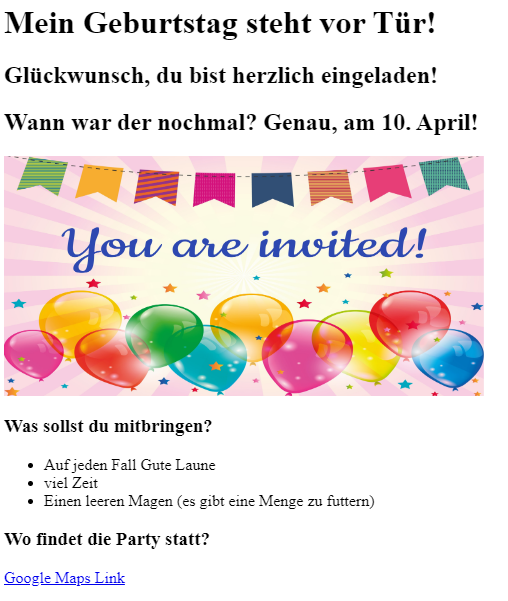 Mein Geburtstag steht vor Tür!
Glückwunsch, du bist herzlich eingeladen!
Wann war der nochmal? Genau, am 10. April!
You are invited!
Was sollst du mitbringen?
Auf jeden Fall Gute Laune
viel Zeit
Einen leeren Magen (es gibt eine Menge zu futtern)
Wo findet die Party statt?
Google Maps Link